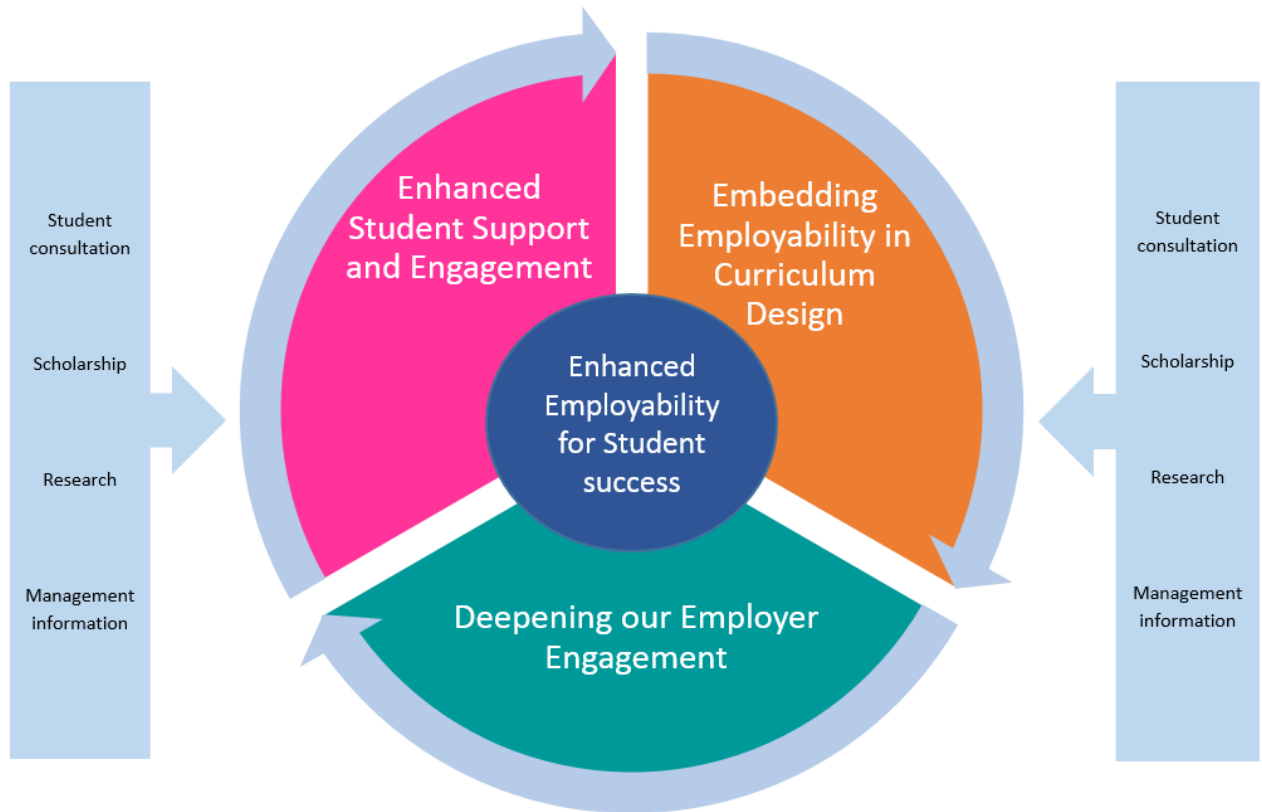 Student
consultation
Scholarship
Research
Management
information
Enhanced
Student Support
and Engagement
Embedding
Employability in
Curriculum
Design
Enhanced
Employability
for Student
success
Deepening our Employer
Engagement
Student
consultation
Scholarship
Research
Management
information